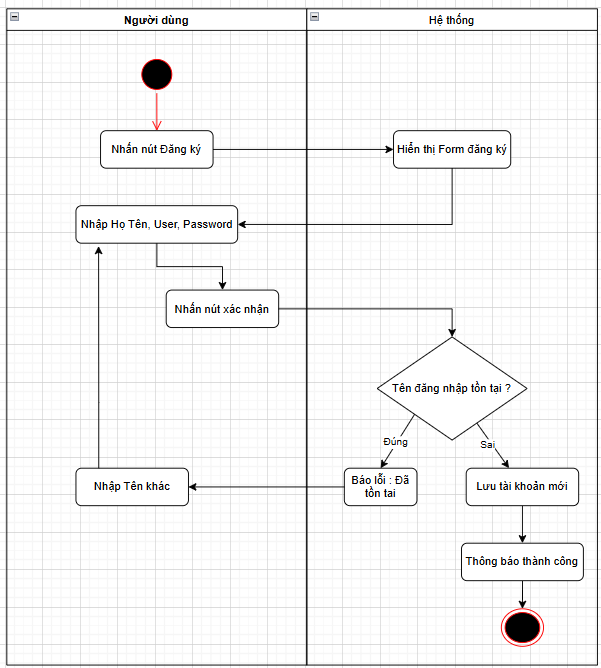 Người dùng
Hệ thống
Nhấn nút Đăng ký
Hiển thị Form đăng ký
Nhập Họ Tên, User, Password
Nhấn nút xác nhận
Tên đăng nhập tồn tại ?
Đúng
Sai
Báo lỗi : Đã
tồn tai
Nhập Tên khác
Lưu tài khoản mới
Thông báo thành công